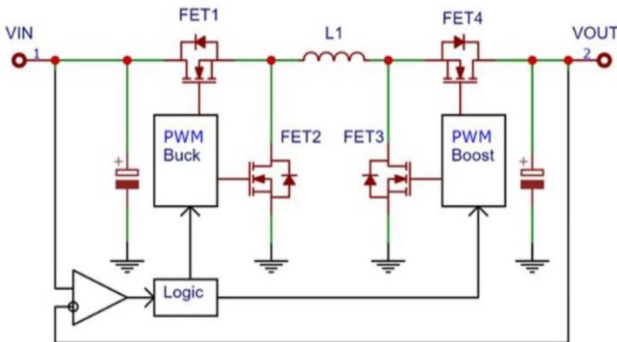 FET1
L1
FET4
VIN
1
VOUT
2
FET2
FET3
PWM
Buck
PWM
Boost
+
+
Logic